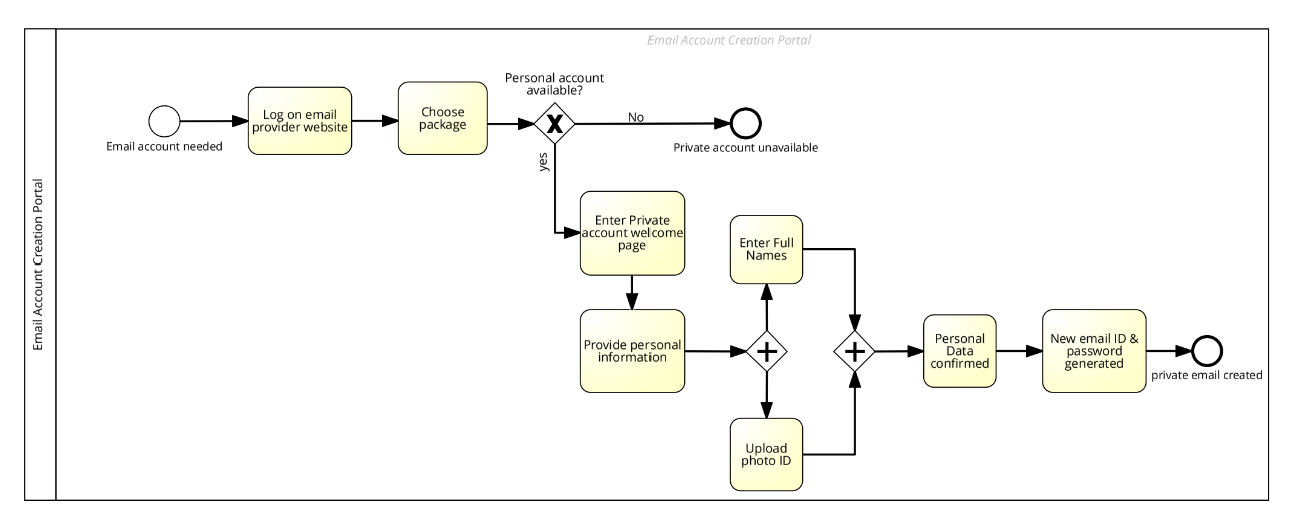 Email Account Creation Portal
Email Account Creation Portal
Personal account
available?
Log on email
provider website
Choose
package
No
Email account needed
Private account unavailable
yes
Enter Private
account welcome
page
Enter Full
Names
Provide personal
information
Personal
Data
confirmed
New email ID &
password
generated
private email created
Upload
photo ID